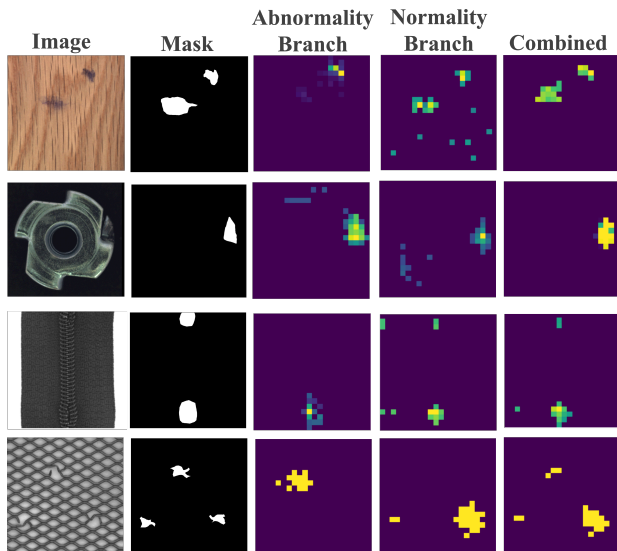 Image
Mask
Abnormality
Branch
Normality
Branch
Combined